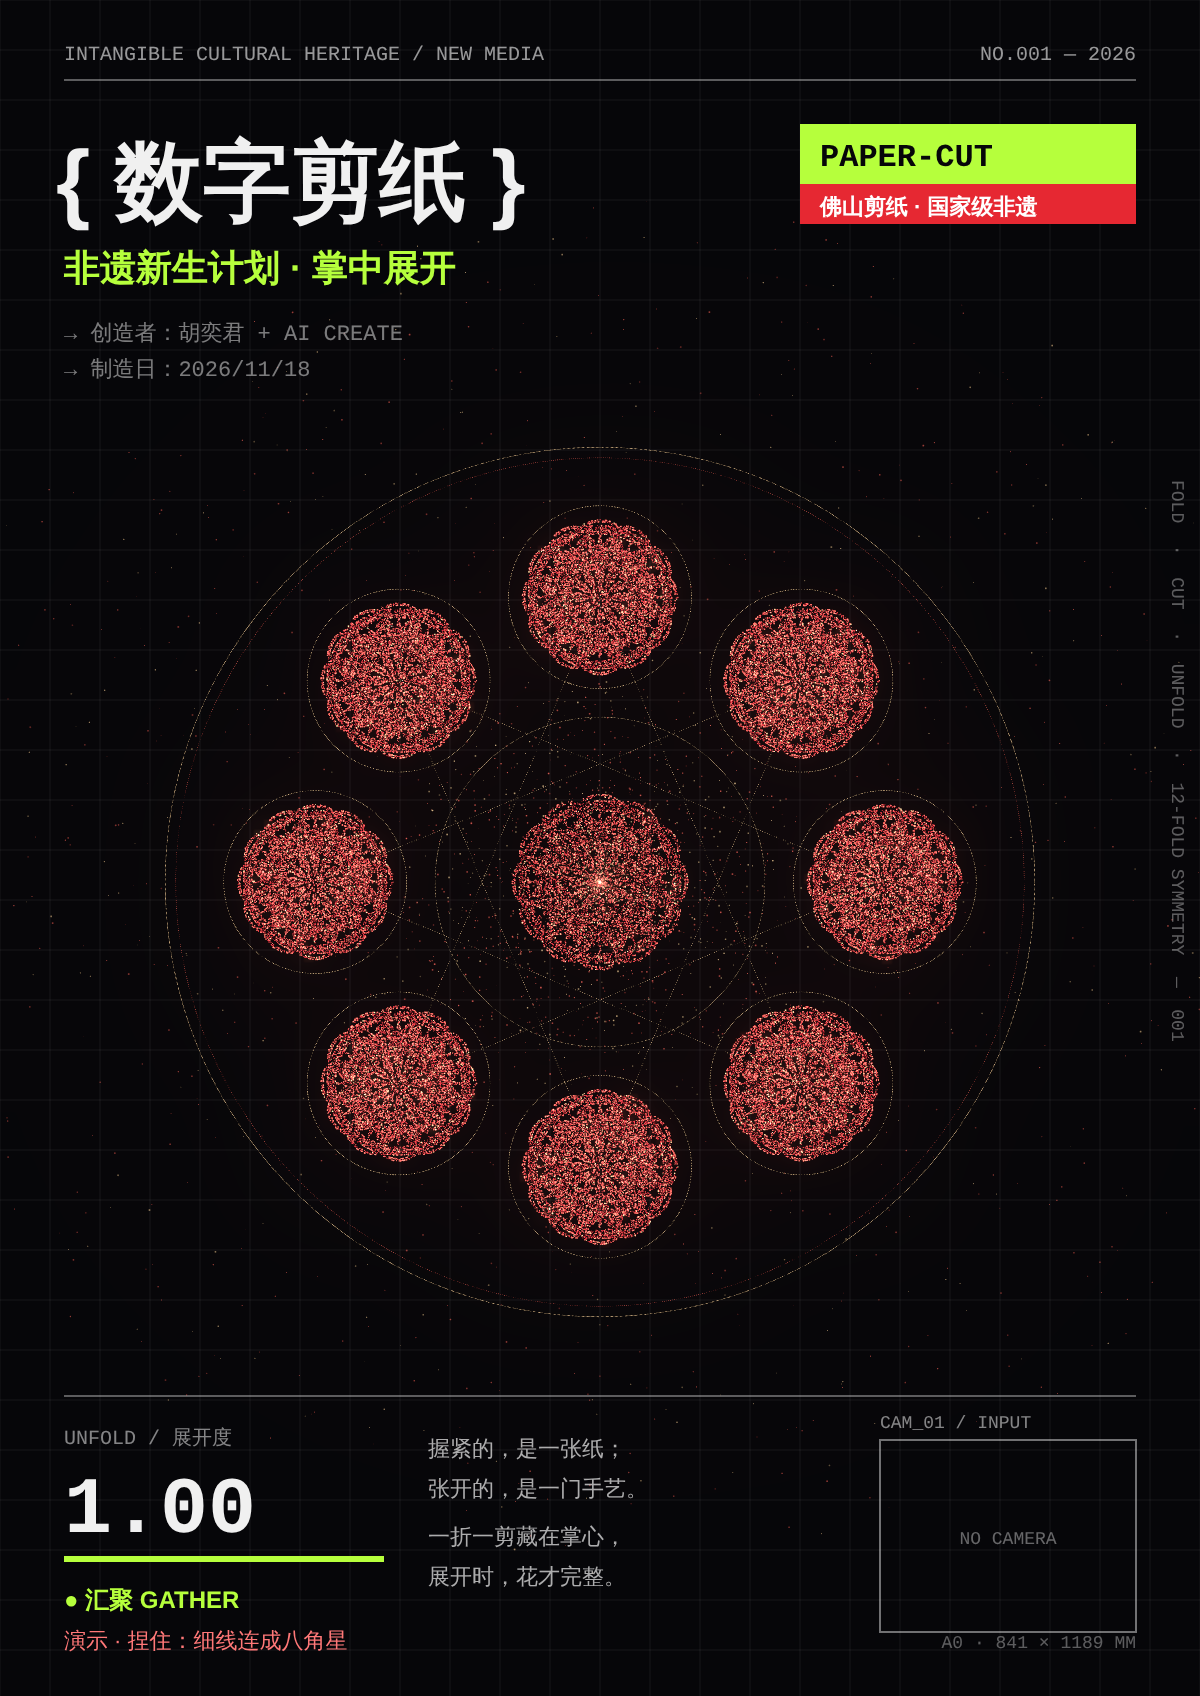 INTANGIBLE CULTURAL HERITAGE / NEW MEDIA
NO.001 — 2026
{ 数字剪纸 }
PAPER-CUT
佛山剪纸 · 国家级非遗
非遗新生计划 · 掌中展开
→ 创造者：胡奕君 + AI CREATE
→ 制造日：2026/11/18
FOLD · CUT · UNFOLD · 12-FOLD SYMMETRY — 001
UNFOLD / 展开度
1.00
● 汇聚 GATHER
演示 · 捏住：细线连成八角星
握紧的，是一张纸；
张开的，是一门手艺。
一折一剪藏在掌心，
展开时，花才完整。
CAM_01 / INPUT
NO CAMERA
A0 · 841 × 1189 MM